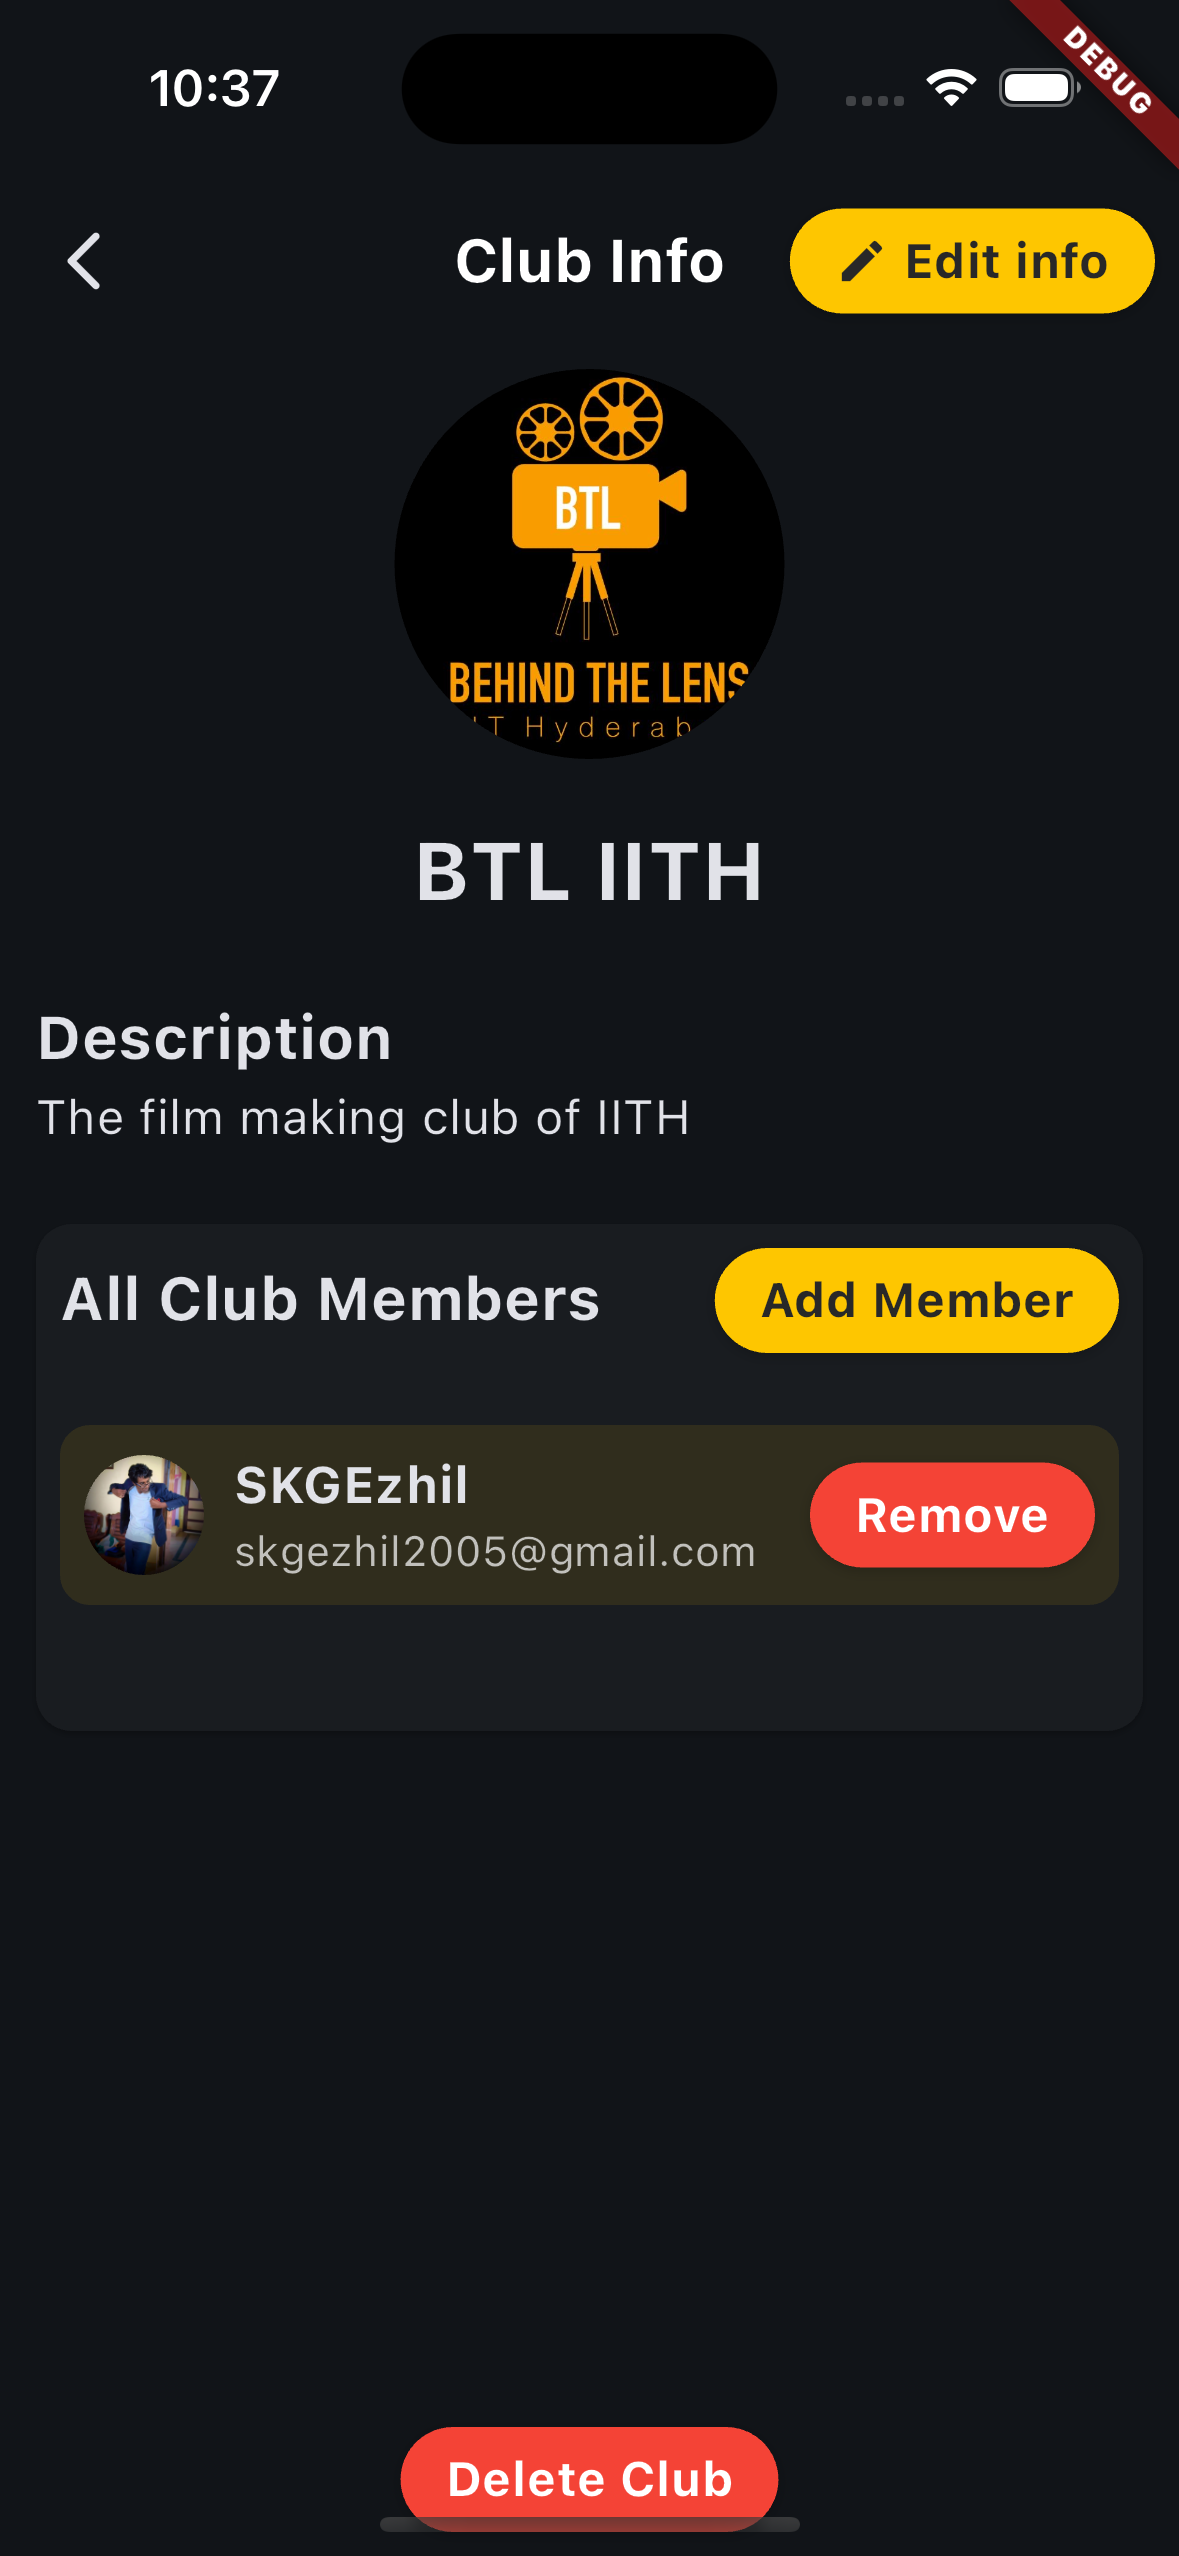 10:37
DEBUG
Club Info
Edit info
BTL
BEHIND THE LENS
IT Hyderab
BTL IITH
Description
The film making club of IITH
All Club Members
Add Member
SKGEzhil
skgezhil2005@gmail.com
Remove
Delete Club